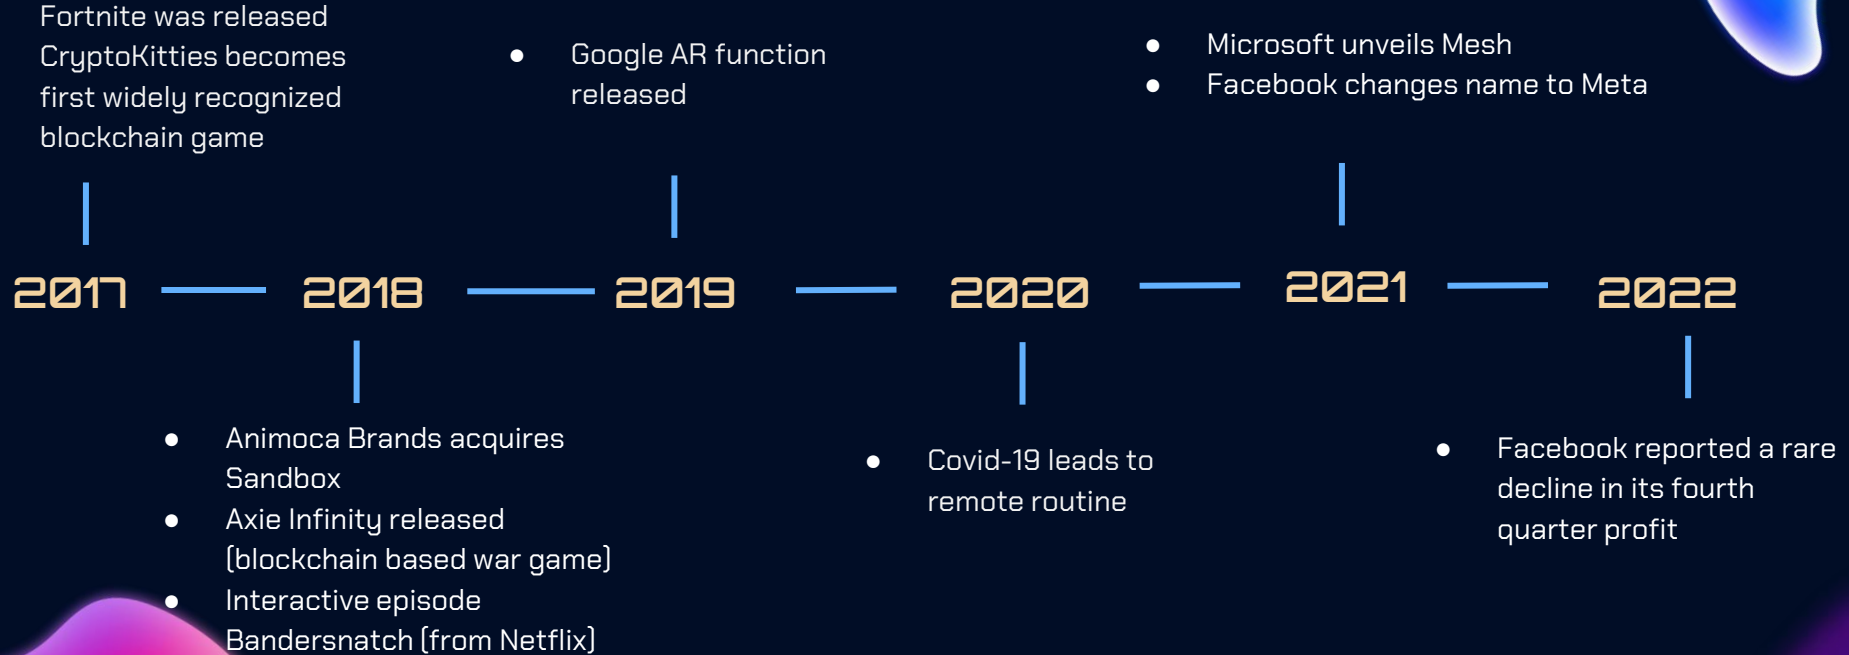 Fortnite was released
CryptoKitties becomes
first widely recognized
blockchain game
● Google AR function
released
● Microsoft unveils Mesh
● Facebook changes name to Meta
2017
2018
2019
2020
2021
2022
● Animoca Brands acquires
Sandbox
● Axie Infinity released
(blockchain based war game)
● Interactive episode
Bandersnatch (from Netflix)
● Covid-19 leads to
remote routine
● Facebook reported a rare
decline in its fourth
quarter profit